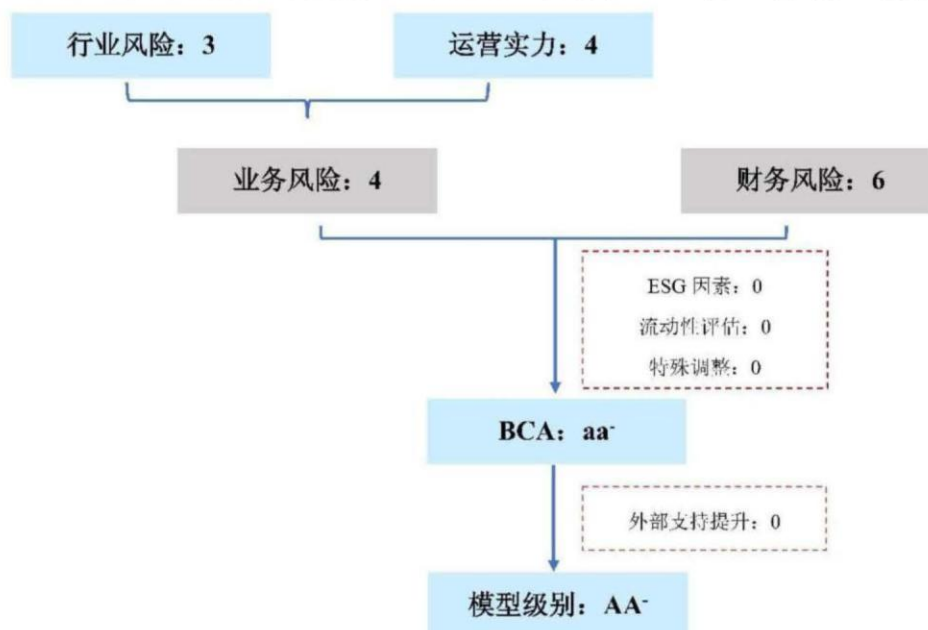 行业风险：3
运营实力：4
业务风险：4
财务风险：6
ESG 因素：0
流动性评估：0
特殊调整：0
BCA：aa-
外部支持提升：0
模型级别：AA-